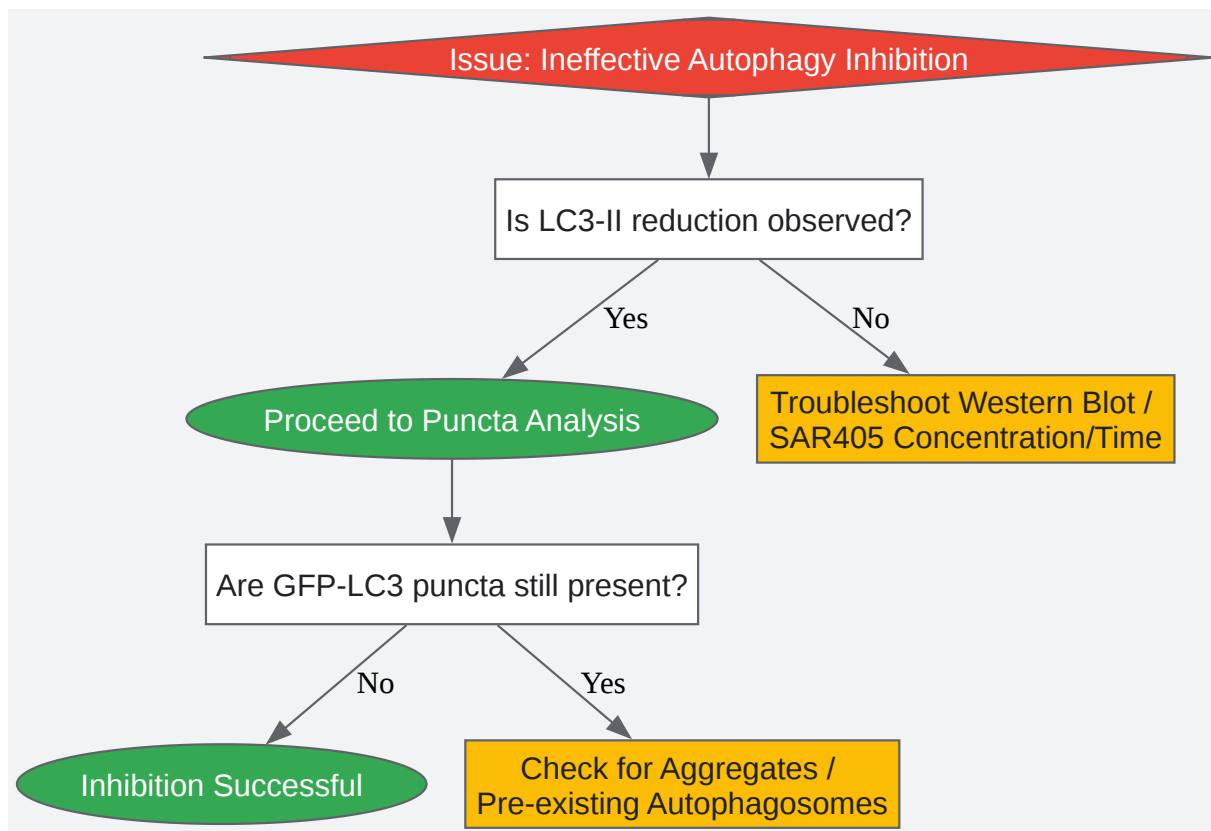 Issue: Ineffective Autophagy Inhibition
Is LC3-II reduction observed?
Yes
No
Proceed to Puncta Analysis
Troubleshoot Western Blot /
SAR405 Concentration/Time
Are GFP-LC3 puncta still present?
No
Yes
Inhibition Successful
Check for Aggregates /
Pre-existing Autophagosomes